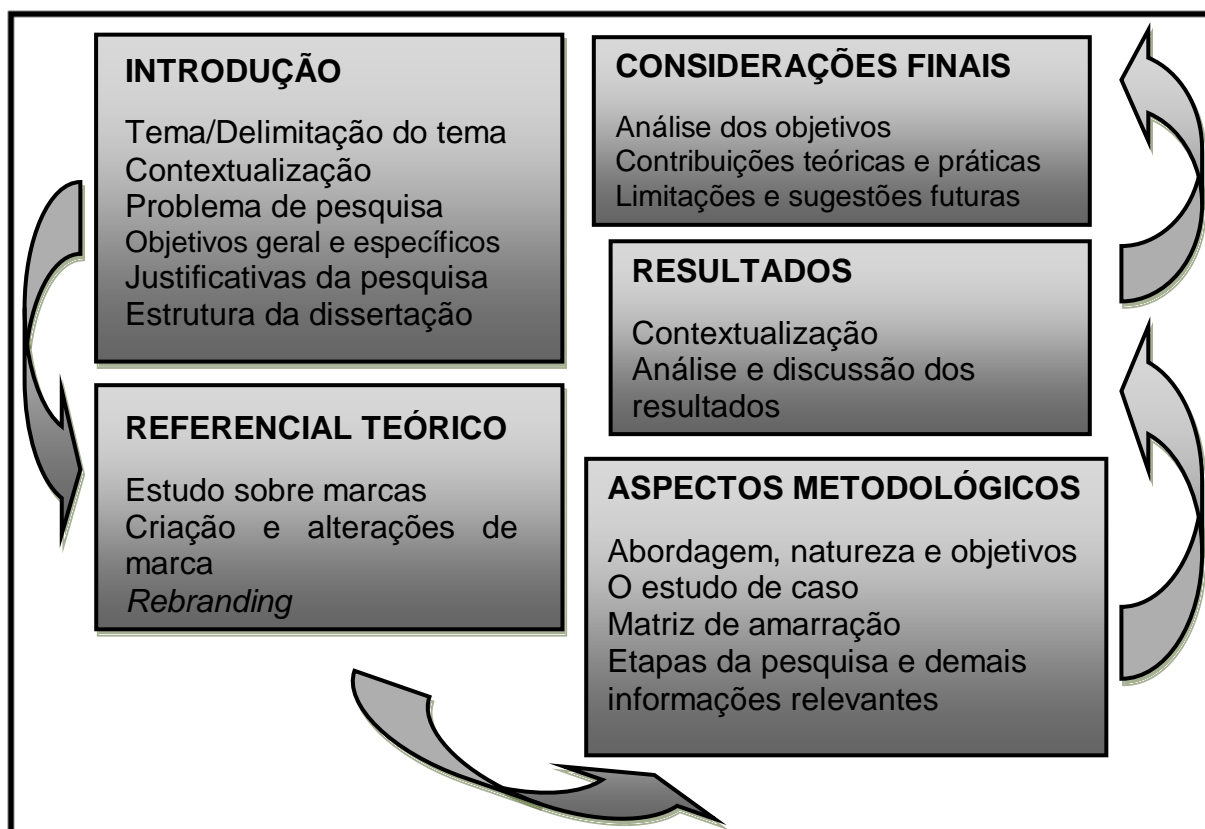 INTRODUÇÃO
Tema/Delimitação do tema
Contextualização
Problema de pesquisa
Objetivos geral e específicos
Justificativas da pesquisa
Estrutura da dissertação
REFERENCIAL TEÓRICO
Estudo sobre marcas
Criação e alterações de
marca
Rebranding
ASPECTOS METODOLÓGICOS
Abordagem, natureza e objetivos
O estudo de caso
Matriz de amarração
Etapas da pesquisa e demais
informações relevantes
RESULTADOS
Contextualização
Análise e discussão dos
resultados
CONSIDERAÇÕES FINAIS
Análise dos objetivos
Contribuições teóricas e práticas
Limitações e sugestões futuras